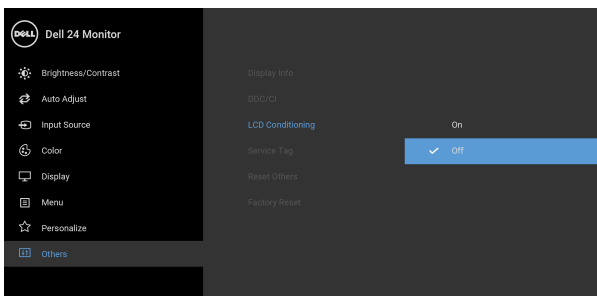 DELL Dell 24 Monitor
Brightness/Contrast
Auto Adjust
Input Source
Color
Display
Menu
Personalize
Others
Display Info
DDC/CI
LCD Conditioning
Service Tag
Reset Others
Factory Reset
On
Off